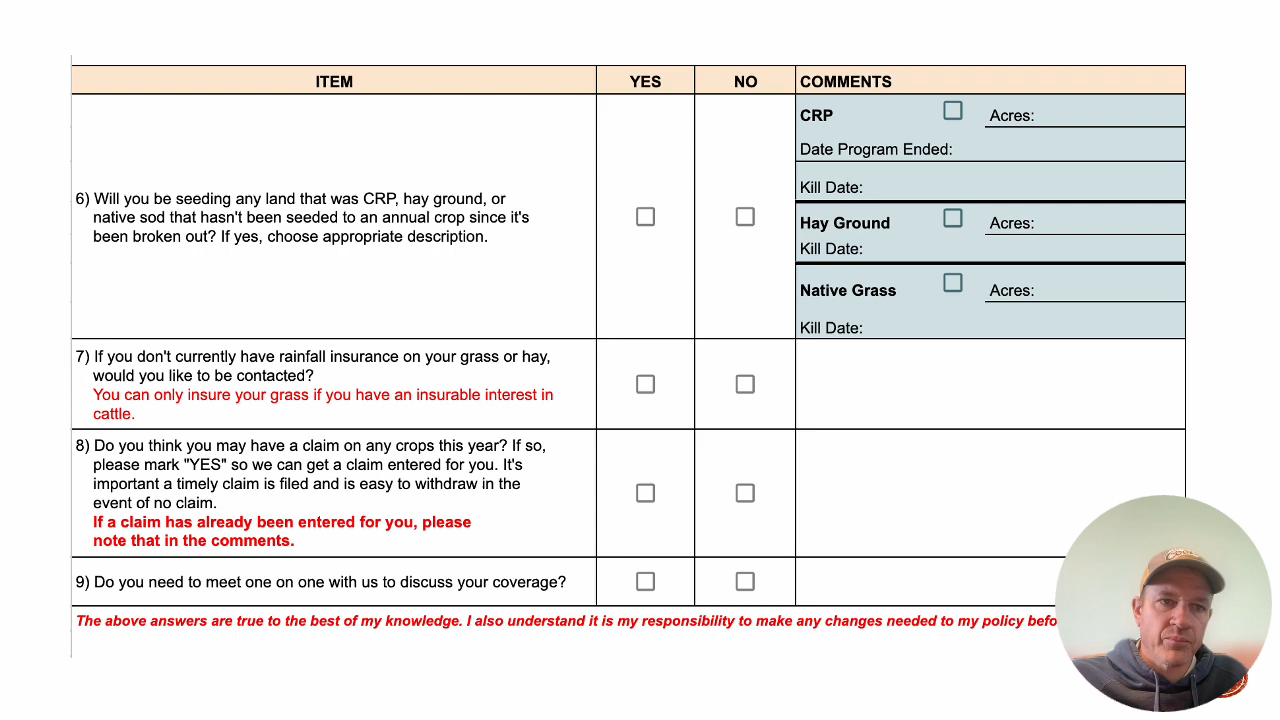 ITEM YES NO COMMENTS
CRP Acres:
Date Program Ended:
Kill Date:
6) Will you be seeding any land that was CRP, hay ground, or
native sod that hasn't been seeded to an annual crop since it's
been broken out? If yes, choose appropriate description.
Hay Ground Acres:
Kill Date:
Native Grass Acres:
Kill Date:
7) If you don't currently have rainfall insurance on your grass or hay,
would you like to be contacted?
You can only insure your grass if you have an insurable interest in
cattle.
8) Do you think you may have a claim on any crops this year? If so,
please mark "YES" so we can get a claim entered for you. It's
important a timely claim is filed and is easy to withdraw in the
event of no claim.
If a claim has already been entered for you, please
note that in the comments.
9) Do you need to meet one on one with us to discuss your coverage?
The above answers are true to the best of my knowledge. I also understand it is my responsibility to make any changes needed to my policy befo